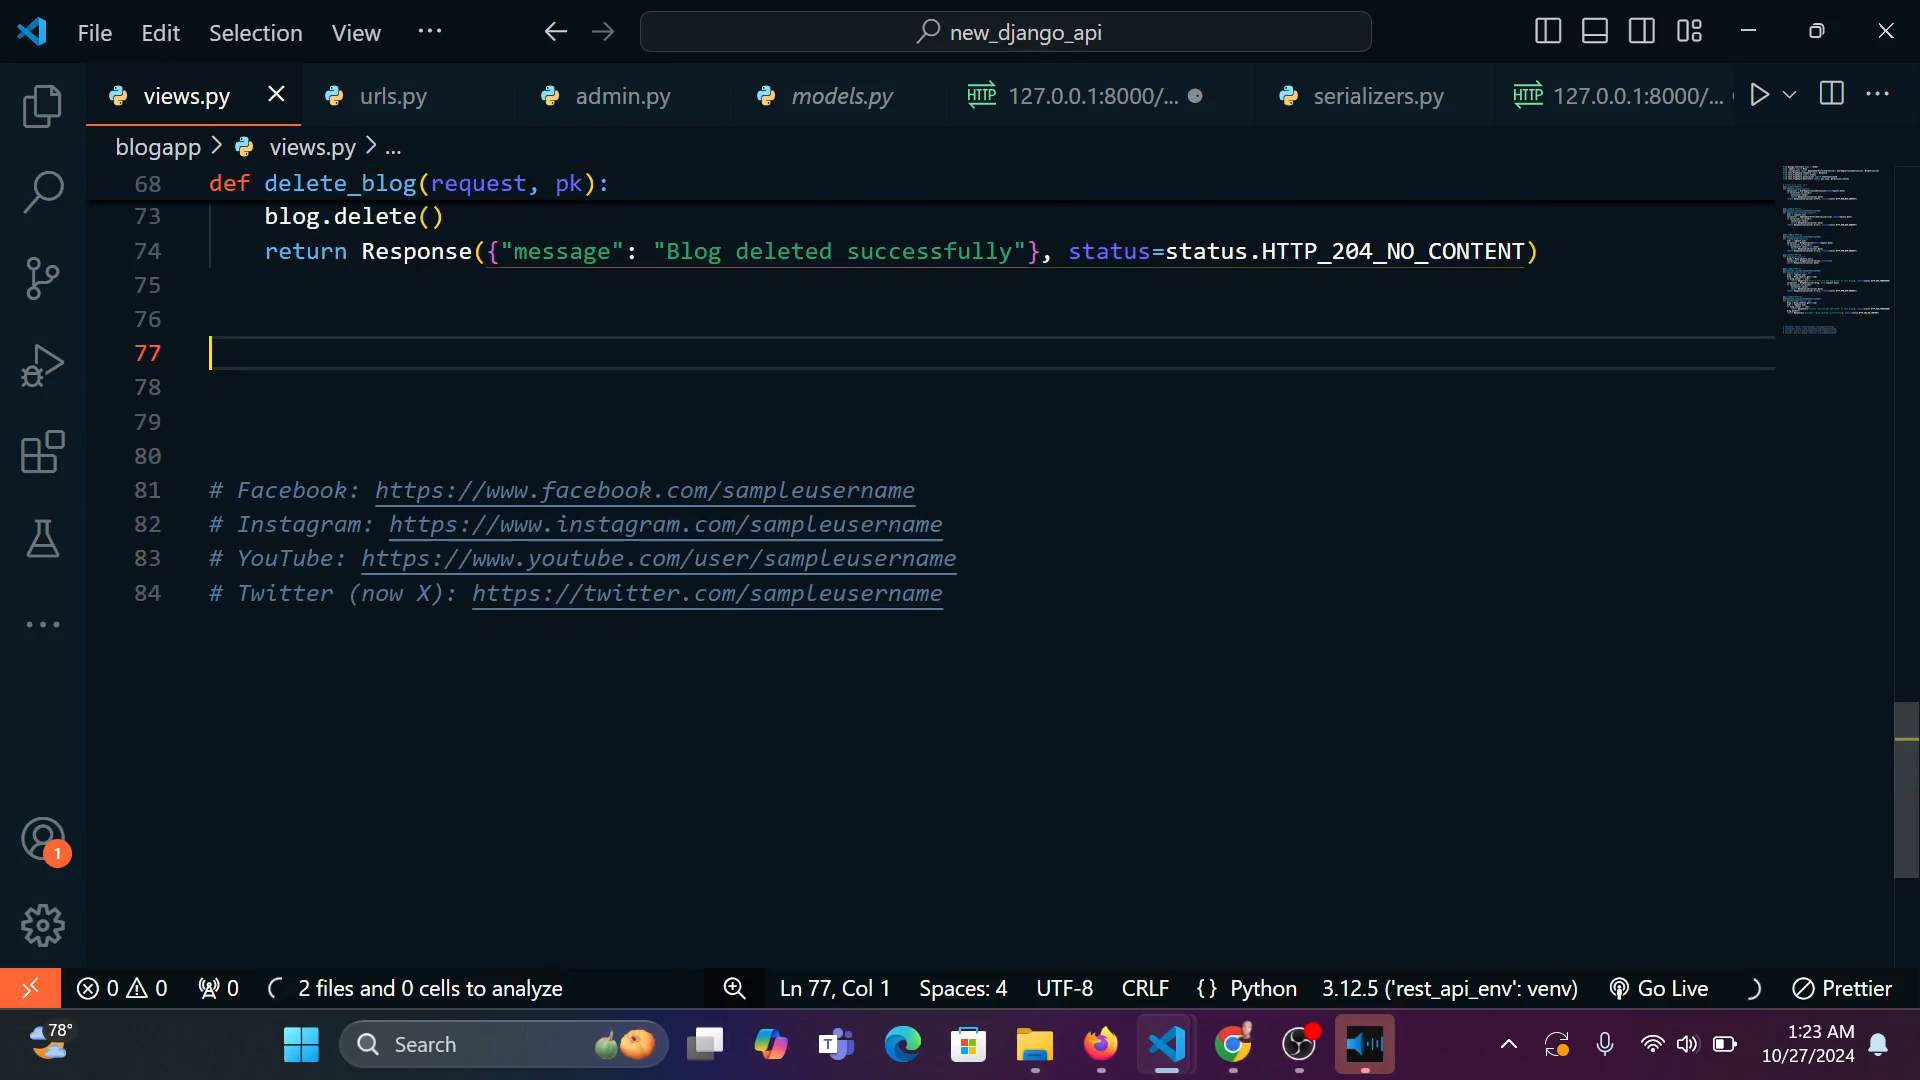 File Edit Selection View ··· new_django_api
views.py urls.py admin.py models.py HTTP 127.0.0.1:8000/... serializers.py HTTP 127.0.0.1:8000/...
blogapp > views.py > ...
68 def delete_blog(request, pk):
73 blog.delete()
74 return Response({"message": "Blog deleted successfully"}, status=status.HTTP_204_NO_CONTENT)
75
76
77
78
79
80
81 # Facebook: https://www.facebook.com/sampleusername
82 # Instagram: https://www.instagram.com/sampleusername
83 # YouTube: https://www.youtube.com/user/sampleusername
84 # Twitter (now X): https://twitter.com/sampleusername
1
0 0 0 2 files and 0 cells to analyze Ln 77, Col 1 Spaces: 4 UTF-8 CRLF {} Python 3.12.5 ('rest_api_env': venv) Go Live Prettier
78° Search 1:23 AM
10/27/2024